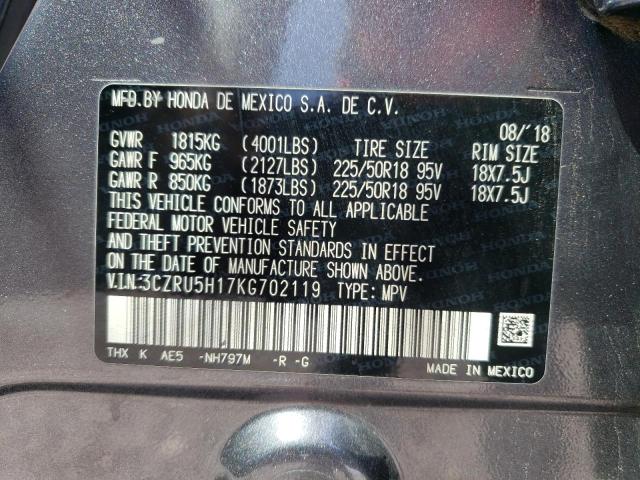 MFD.BY HONDA DE MEXICO S.A. DE C.V.
08/'18
GVWR 1815KG (4001LBS) TIRE SIZE RIM SIZE
GAWR F 965KG (2127LBS) 225/50R18 95V 18X7.5J
GAWR R 850KG (1873LBS) 225/50R18 95V 18X7.5J
THIS VEHICLE CONFORMS TO ALL APPLICABLE
FEDERAL MOTOR VEHICLE SAFETY
AND THEFT PREVENTION STANDARDS IN EFFECT
ON THE DATE OF MANUFACTURE SHOWN ABOVE.
V.I.N:3CZRU5H17KG702119 TYPE: MPV
THX K AE5 -NH797M -R -G
MADE IN MEXICO